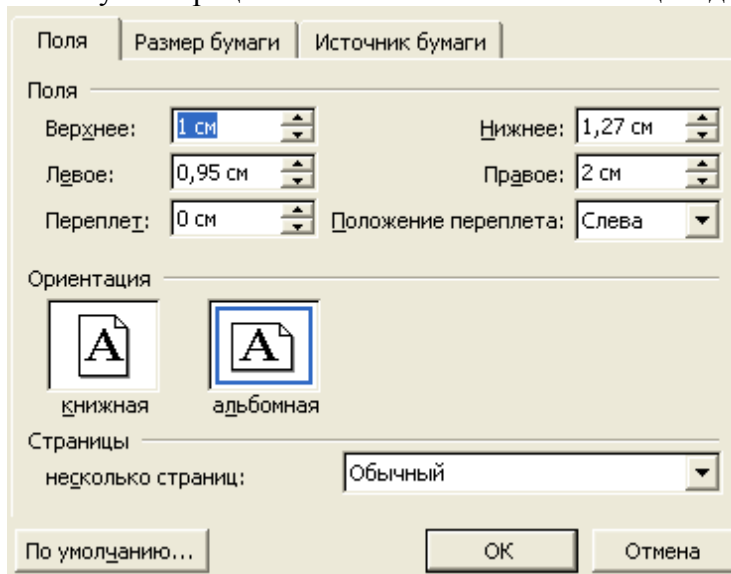 Поля Размер бумаги Источник бумаги
Поля
Верхнее: 1 см Нижнее: 1,27 см
Левое: 0,95 см Правое: 2 см
Переплет: 0 см Положение переплета: Слева
Ориентация
A A
книжная альбомная
Страницы
несколько страниц: Обычный
По умолчанию... ОК Отмена